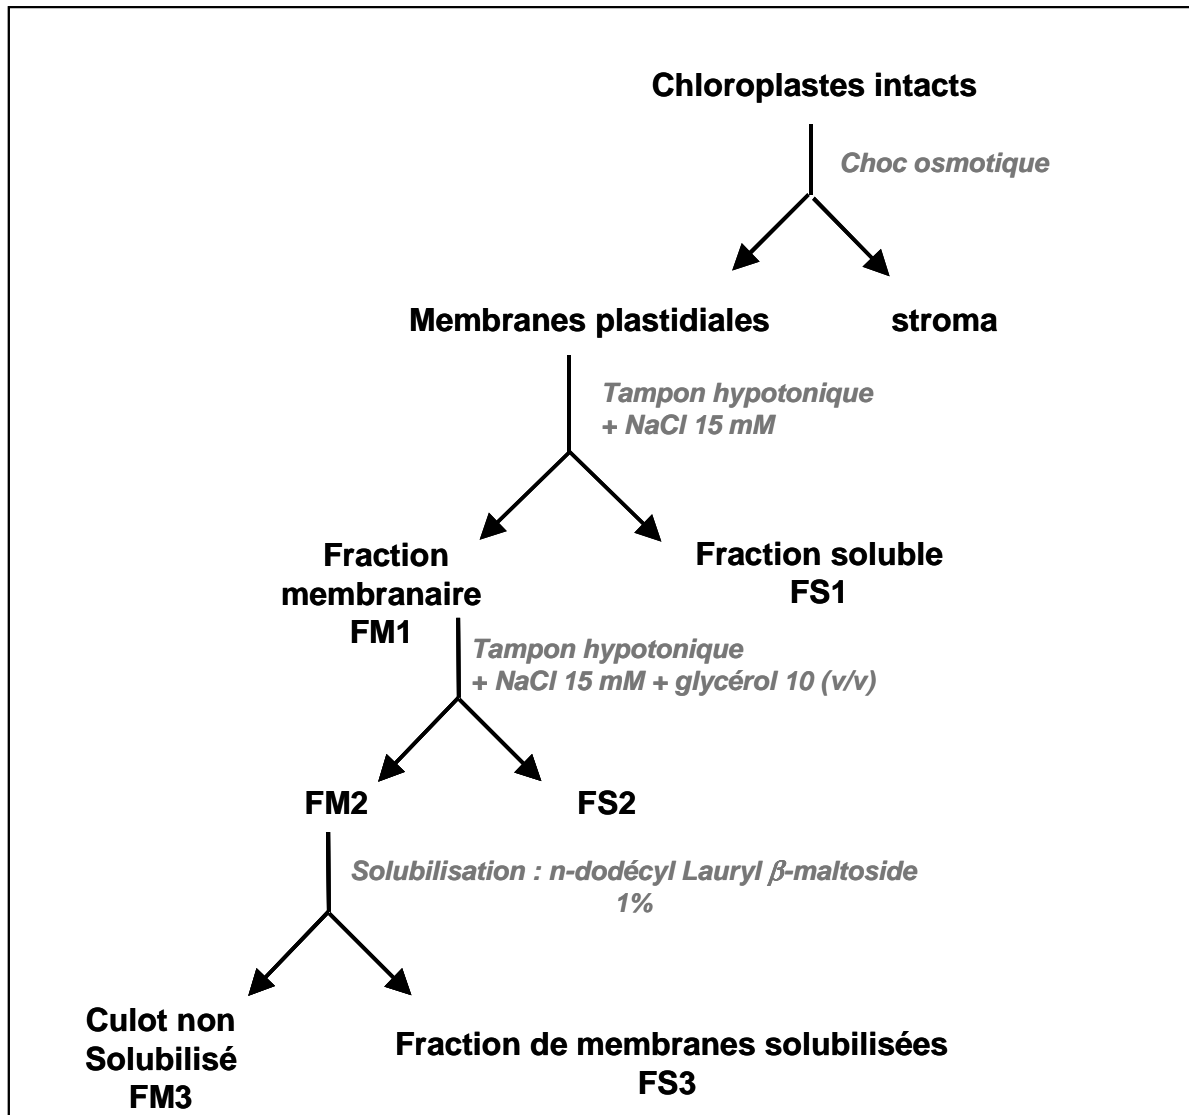 Chloroplastes intacts
Choc osmotique
Membranes plastidiales
stroma
Tampon hypotonique
+ NaCl 15 mM
Fraction
membranaire
FM1
Fraction soluble
FS1
Tampon hypotonique
+ NaCl 15 mM + glycérol 10 (v/v)
FM2
FS2
Solubilisation : n-dodécyl Lauryl β-maltoside
1%
Culot non
Solubilisé
FM3
Fraction de membranes solubilisées
FS3